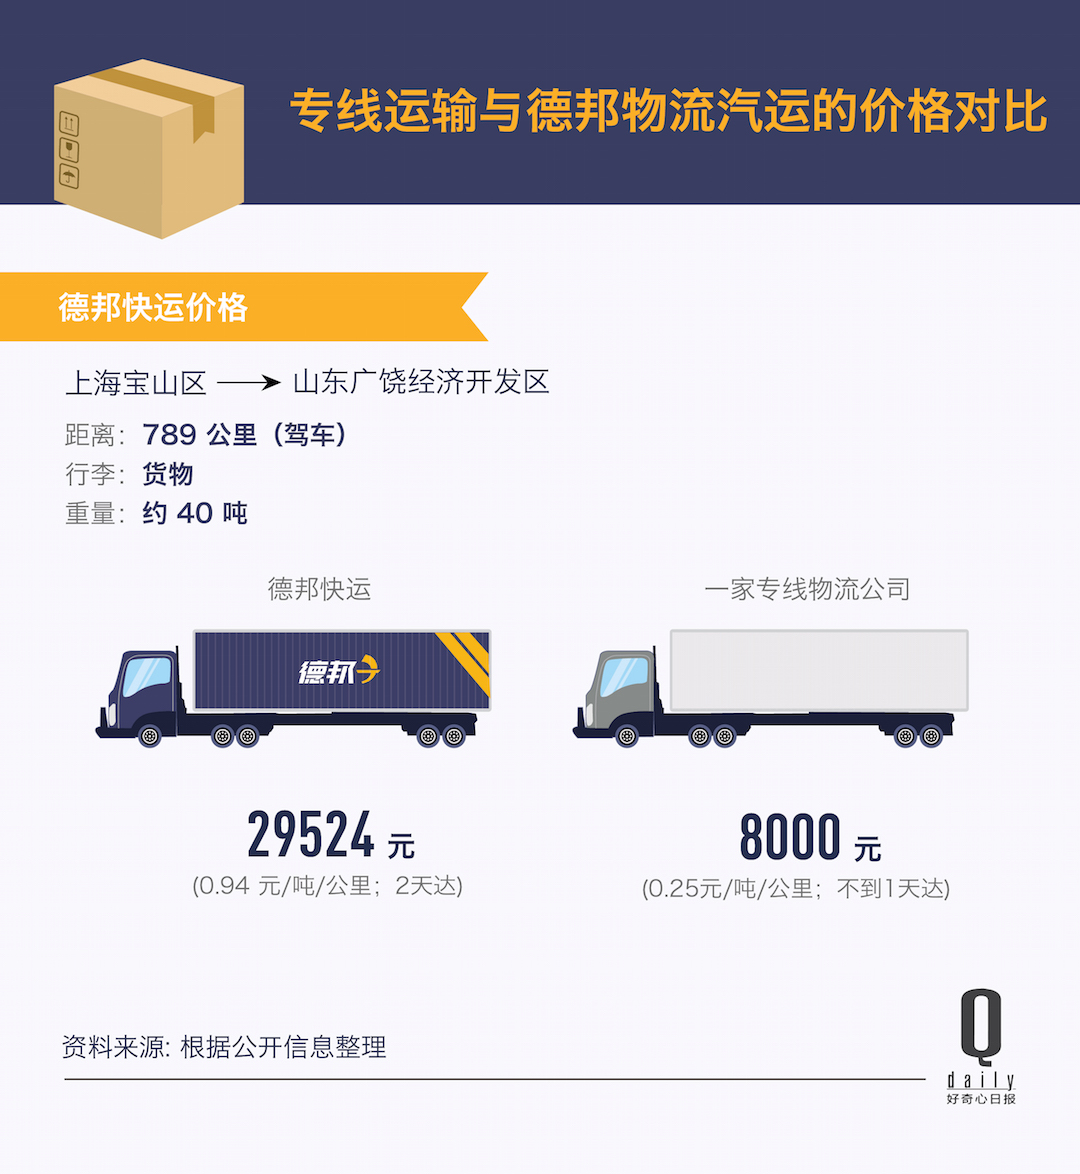 专线运输与德邦物流汽运的价格对比
德邦快运价格
上海宝山区 → 山东广饶经济开发区
距离：789 公里（驾车）
行李：货物
重量：约 40 吨
德邦快运
一家专线物流公司
德邦
29524 元
8000 元
(0.94 元/吨/公里；2天达)
(0.25元/吨/公里；不到1天达)
资料来源: 根据公开信息整理
Q
daily
好奇心日报